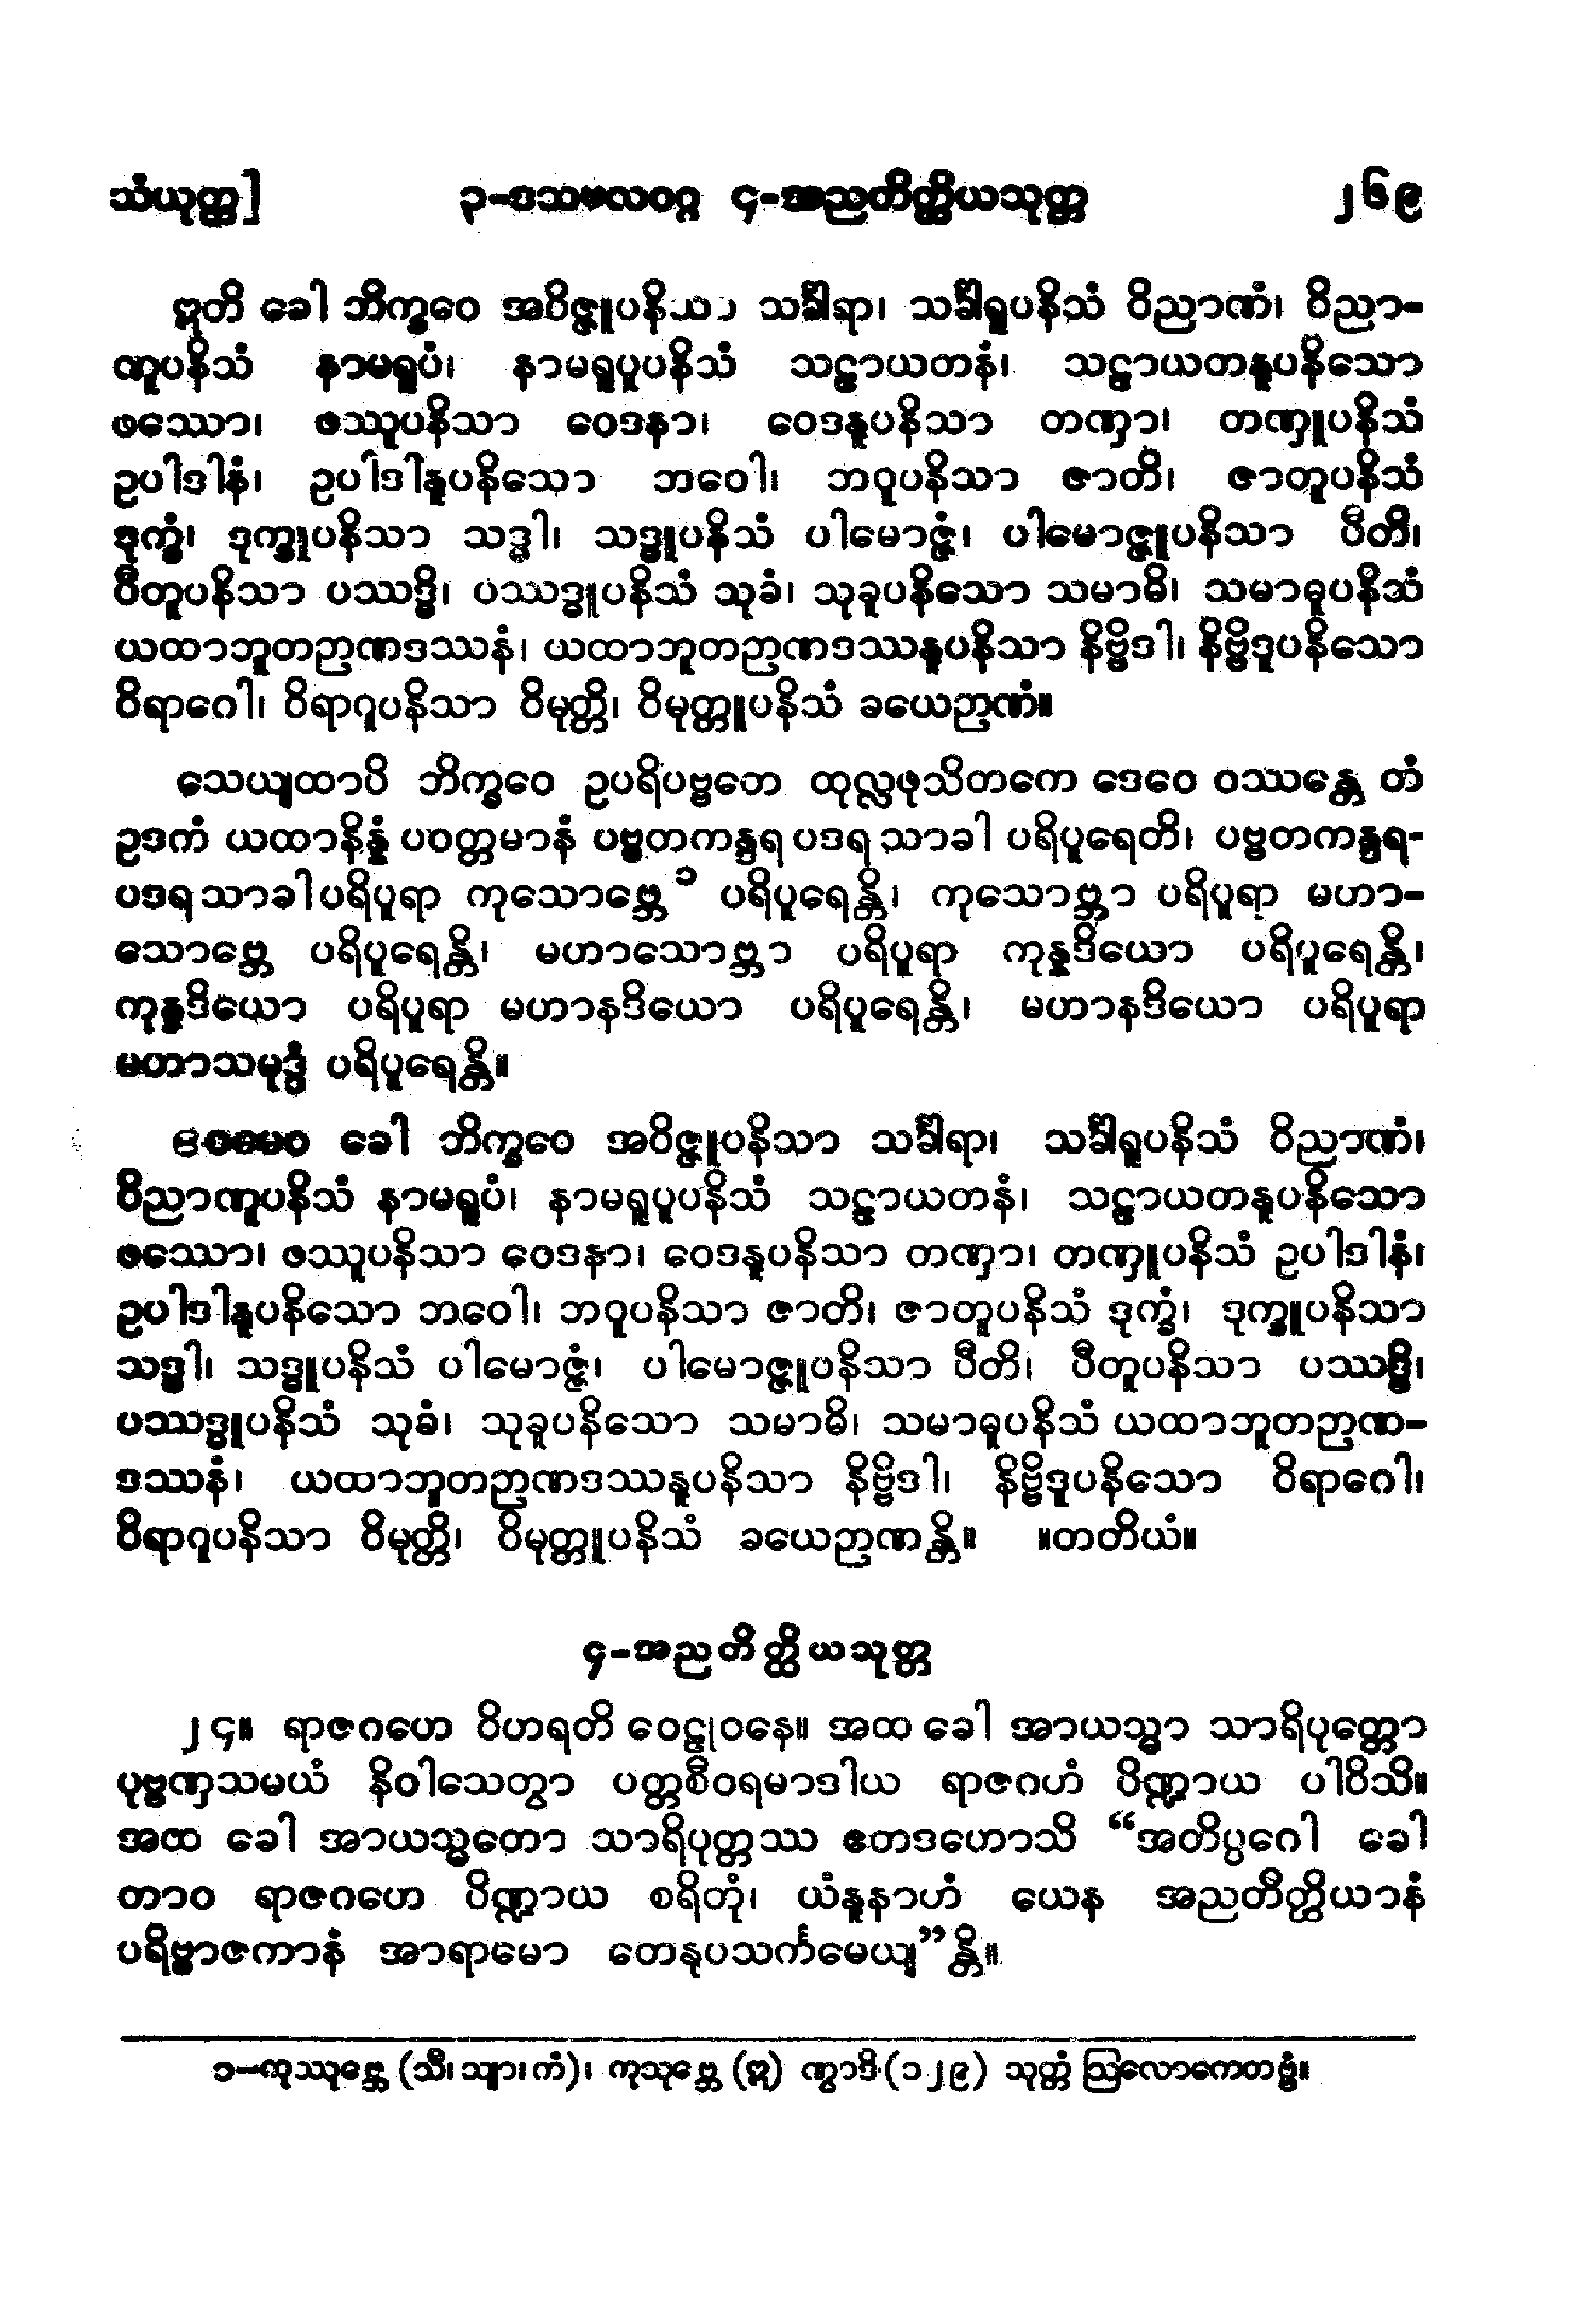 သံယုတ္တ] ၃-ဒသဗလဝဂ္ဂ ၄-အညတိတ္ထိယသုတ္တ ၂၆၉
ဣတိ ခေါ ဘိက္ခဝေ အဝိဇ္ဇူပနိသာ သင်္ခါရာ၊ သင်္ခါရူပနိသံ ဝိညာဏံ၊ ဝိညာ-
ဏူပနိသံ နာမရူပံ၊ နာမရူပူပနိသံ သဠာယတနံ၊ သဠာယတနူပနိသော
ဖဿော၊ ဖဿူပနိသာ ဝေဒနာ၊ ဝေဒနူပနိသာ တဏှာ၊ တဏှူပနိသံ
ဥပါဒါနံ၊ ဥပါဒါနူပနိသော ဘဝေါ၊ ဘဝူပနိသာ ဇာတိ၊ ဇာတူပနိသံ
ဒုက္ခံ၊ ဒုက္ခူပနိသာ သဒ္ဓါ၊ သဒ္ဓူပနိသံ ပါမောဇ္ဇံ၊ ပါမောဇ္ဇူပနိသာ ပီတိ၊
ပီတူပနိသာ ပဿဒ္ဓိ၊ ပဿဒ္ဓူပနိသံ သုခံ၊ သုခူပနိသော သမာဓိ၊ သမာဓူပနိသံ
ယထာဘူတဉာဏဒဿနံ၊ ယထာဘူတဉာဏဒဿနူပနိသာ နိဗ္ဗိဒါ၊ နိဗ္ဗိဒူပနိသော
ဝိရာဂေါ၊ ဝိရာဂူပနိသာ ဝိမုတ္တိ၊ ဝိမုတ္တူပနိသံ ခယေဉာဏံ။
သေယျထာပိ ဘိက္ခဝေ ဥပရိပဗ္ဗတေ ထုလ္လဖုသိတကေ ဒေဝေ ဝဿန္တေ တံ
ဥဒကံ ယထာနိန္နံ ပဝတ္တမာနံ ပဗ္ဗတကန္ဒရပဒရသာခါ ပရိပူရေတိ၊ ပဗ္ဗတကန္ဒရ-
ပဒရသာခါပရိပူရာ ကုသောဗ္ဘေ ၁ ပရိပူရေန္တိ၊ ကုသောဗ္ဘာ ပရိပူရာ မဟာ-
သောဗ္ဘေ ပရိပူရေန္တိ၊ မဟာသောဗ္ဘာ ပရိပူရာ ကုန္နဒိယော ပရိပူရေန္တိ၊
ကုန္နဒိယော ပရိပူရာ မဟာနဒိယော ပရိပူရေန္တိ၊ မဟာနဒိယော ပရိပူရာ
မဟာသမုဒ္ဒံ ပရိပူရေန္တိ။
ဧဝမေဝ ခေါ ဘိက္ခဝေ အဝိဇ္ဇူပနိသာ သင်္ခါရာ၊ သင်္ခါရူပနိသံ ဝိညာဏံ၊
ဝိညာဏူပနိသံ နာမရူပံ၊ နာမရူပူပနိသံ သဠာယတနံ၊ သဠာယတနူပနိသော
ဖဿော၊ ဖဿူပနိသာ ဝေဒနာ၊ ဝေဒနူပနိသာ တဏှာ၊ တဏှူပနိသံ ဥပါဒါနံ၊
ဥပါဒါနူပနိသော ဘဝေါ၊ ဘဝူပနိသာ ဇာတိ၊ ဇာတူပနိသံ ဒုက္ခံ၊ ဒုက္ခူပနိသာ
သဒ္ဓါ၊ သဒ္ဓူပနိသံ ပါမောဇ္ဇံ၊ ပါမောဇ္ဇူပနိသာ ပီတိ၊ ပီတူပနိသာ ပဿဒ္ဓိ၊
ပဿဒ္ဓူပနိသံ သုခံ၊ သုခူပနိသော သမာဓိ၊ သမာဓူပနိသံ ယထာဘူတဉာဏ-
ဒဿနံ၊ ယထာဘူတဉာဏဒဿနူပနိသာ နိဗ္ဗိဒါ၊ နိဗ္ဗိဒူပနိသော ဝိရာဂေါ၊
ဝိရာဂူပနိသာ ဝိမုတ္တိ၊ ဝိမုတ္တူပနိသံ ခယေဉာဏန္တိ။ ။တတိယံ။
၄-အညတိတ္ထိယသုတ္တ
၂၄။ ရာဇဂဟေ ဝိဟရတိ ဝေဠုဝနေ။ အထ ခေါ အာယသ္မာ သာရိပုတ္တော
ပုဗ္ဗဏှသမယံ နိဝါသေတွာ ပတ္တစီဝရမာဒါယ ရာဇဂဟံ ပိဏ္ဍာယ ပါဝိသိ။
အထ ခေါ အာယသ္မတော သာရိပုတ္တဿ ဧတဒဟောသိ “အတိပ္ပဂေါ ခေါ
တာဝ ရာဇဂဟေ ပိဏ္ဍာယ စရိတုံ၊ ယံနူနာဟံ ယေန အညတိတ္ထိယာနံ
ပရိဗ္ဗာဇကာနံ အာရာမော တေနုပသင်္ကမေယျ”န္တိ။
၁-ကုဿုဗ္ဘေ (သီ၊ သျာ၊ ကံ)၊ ကုသုဗ္ဘေ (ဣ) ဏွာဒိ (၁၂၉) သုတ္တံ ဩလောကေတဗ္ဗံ။